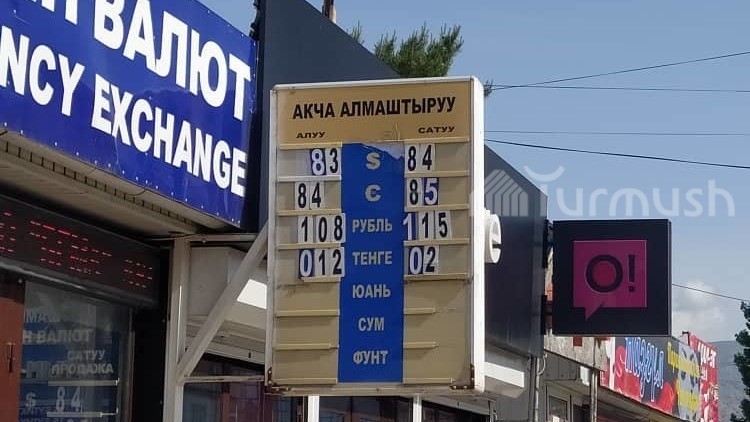 Н ВАЛЮТ
NCY EXCHANGE
АКЧА АЛМАШТЫРУУ
АЛУУ САТУУ
83 $ 84
84 € 85
108 РУБЛЬ 115
012 ТЕНГЕ 02
ЮАНЬ
СУМ
ФУНТ
Turmush
O!
Н ВАЛЮТ
САТУУ
ПРОДАЖА
$ 84